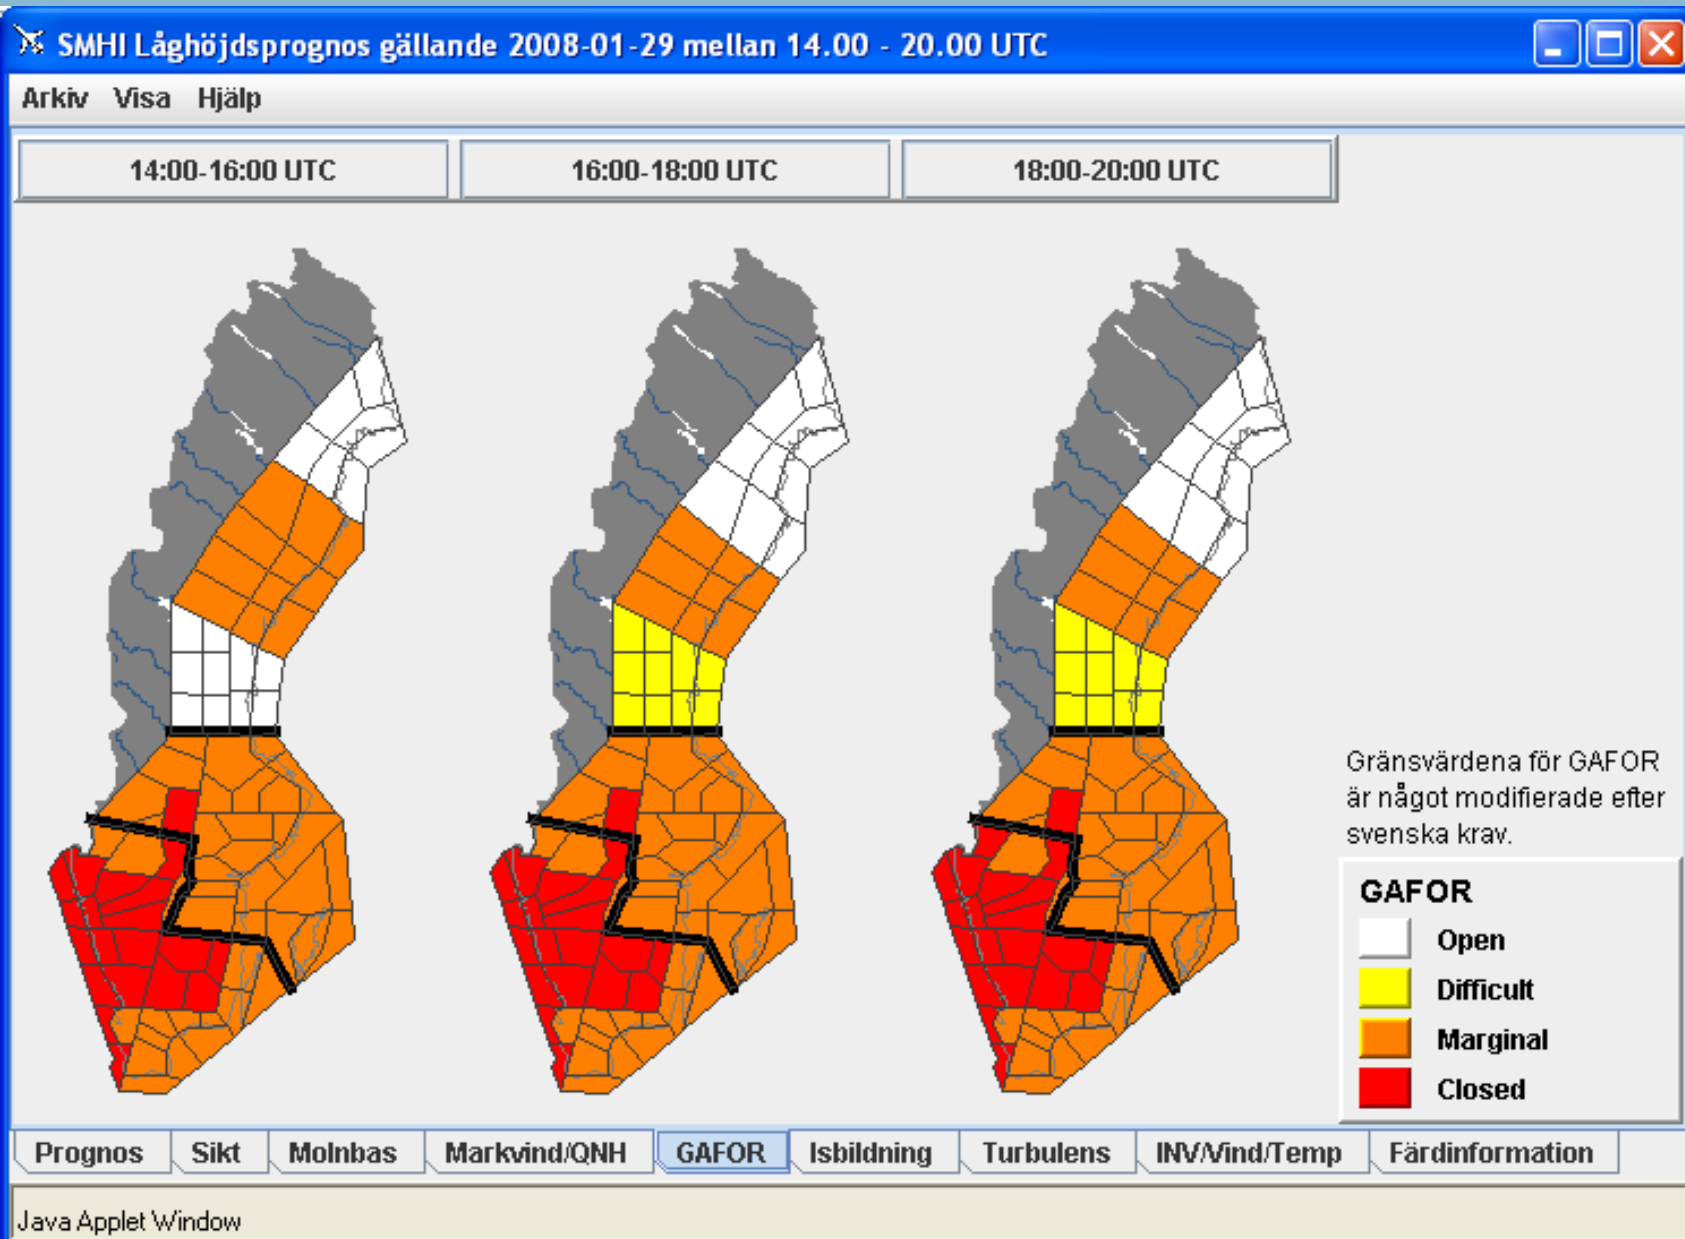 SMHI Låghöjdsprognos gällande 2008-01-29 mellan 14.00 - 20.00 UTC
Arkiv Visa Hjälp
14:00-16:00 UTC 16:00-18:00 UTC 18:00-20:00 UTC
Gränsvärdena för GAFOR
är något modifierade efter
svenska krav.
GAFOR
Open
Difficult
Marginal
Closed
Prognos Sikt Molnbas Markvind/QNH GAFOR Isbildning Turbulens INV/Vind/Temp Färdinformation
Java Applet Window